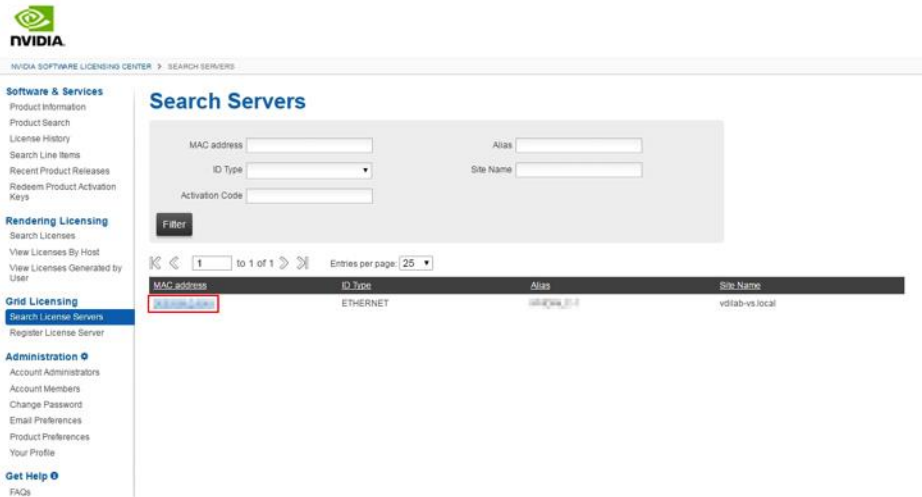 NVIDIA.
NVIDIA SOFTWARE LICENSING CENTER > SEARCH SERVERS
Software & Services
Product Information
Product Search
License History
Search Line Items
Recent Product Releases
Redeem Product Activation
Keys
Rendering Licensing
Search Licenses
View Licenses By Host
View Licenses Generated by
User
Grid Licensing
Search License Servers
Register License Server
Administration
Account Administrators
Account Members
Change Password
Email Preferences
Product Preferences
Your Profile
Get Help
FAQs
Search Servers
MAC address
Alias
ID Type
Site Name
Activation Code
Filter
1 to 1 of 1 Entries per page: 25
MAC address ID Type Alias Site Name
ETHERNET vdilab-vs.local